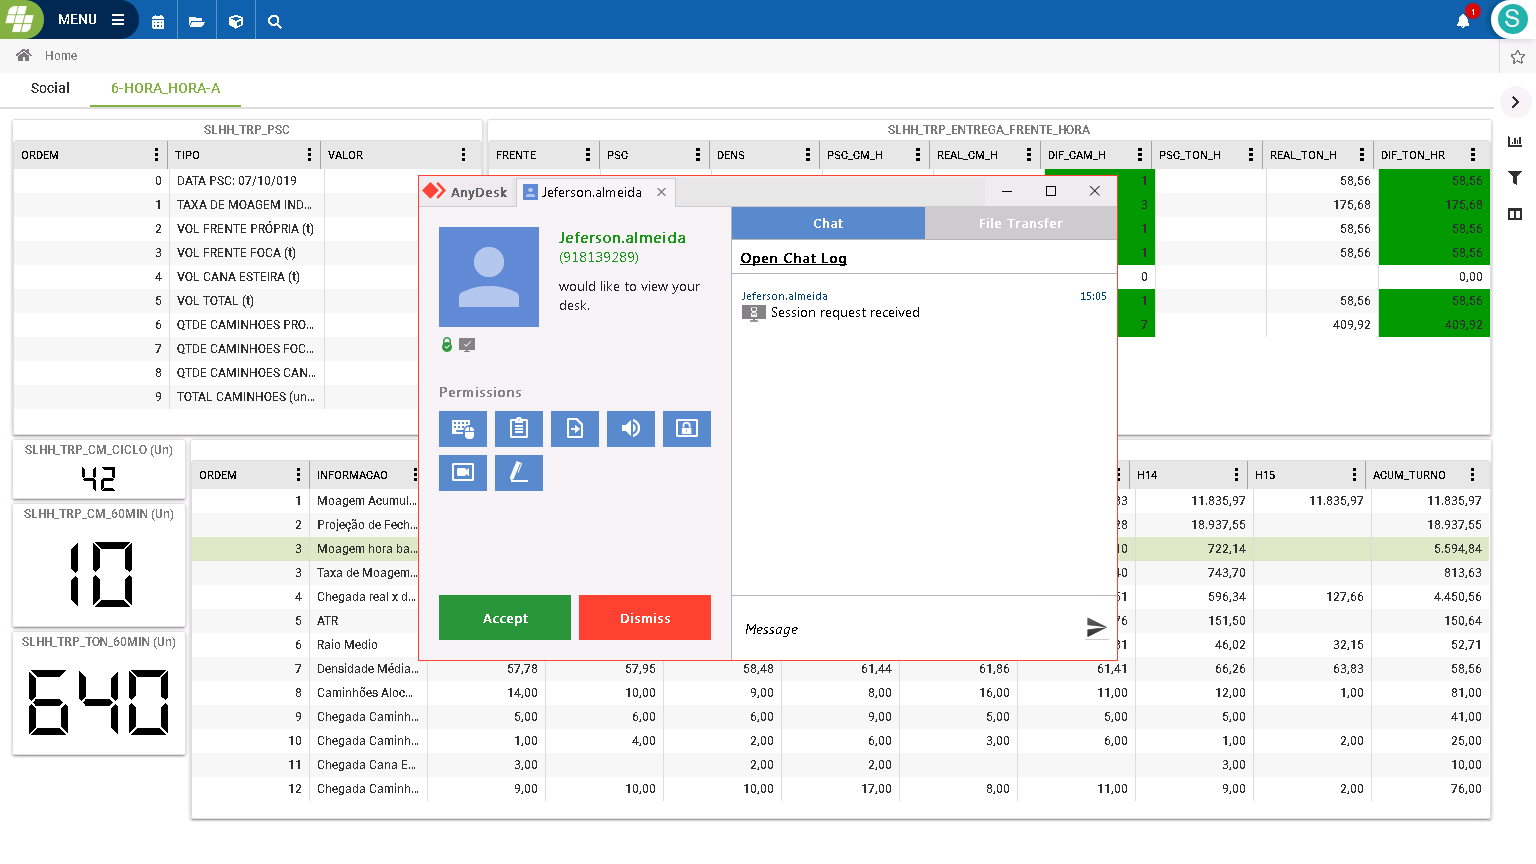 MENU
1
S
Home
Social 6-HORA_HORA-A
SLHH_TRP_PSC
ORDEM TIPO VALOR
0 DATA PSC: 07/10/019
1 TAXA DE MOAGEM IND...
2 VOL FRENTE PRÓPRIA (t)
3 VOL FRENTE FOCA (t)
4 VOL CANA ESTEIRA (t)
5 VOL TOTAL (t)
6 QTDE CAMINHOES PRO...
7 QTDE CAMINHOES FOC...
8 QTDE CAMINHOES CAN...
9 TOTAL CAMINHOES (un...
SLHH_TRP_ENTREGA_FRENTE_HORA
FRENTE PSC DENS PSC_CM_H REAL_CM_H DIF_CAM_H PSC_TON_H REAL_TON_H DIF_TON_HR
1 58,56 58,56
3 175,68 175,68
1 58,56 58,56
1 58,56 58,56
0 0,00
1 58,56 58,56
7 409,92 409,92
AnyDesk Jeferson.almeida
Jeferson.almeida
(918139289)
would like to view your
desk.
Permissions
Accept Dismiss
Chat File Transfer
Open Chat Log
Jeferson.almeida 15:05
Session request received
Message
SLHH_TRP_CM_CICLO (Un)
42
SLHH_TRP_CM_60MIN (Un)
10
SLHH_TRP_TON_60MIN (Un)
640
ORDEM INFORMACAO H14 H15 ACUM_TURNO
1 Moagem Acumul... 33 11.835,97 11.835,97 11.835,97
2 Projeção de Fech... 28 18.937,55 18.937,55
3 Moagem hora ba... 10 722,14 5.594,84
3 Taxa de Moagem... 40 743,70 813,63
4 Chegada real x d... 51 596,34 127,66 4.450,56
5 ATR 76 151,50 150,64
6 Raio Medio 31 46,02 32,15 52,71
7 Densidade Média... 57,78 57,95 58,48 61,44 61,86 61,41 66,26 63,83 58,56
8 Caminhões Aloc... 14,00 10,00 9,00 8,00 16,00 11,00 12,00 1,00 81,00
9 Chegada Caminh... 5,00 6,00 6,00 9,00 5,00 5,00 5,00 41,00
10 Chegada Caminh... 1,00 4,00 2,00 6,00 3,00 6,00 1,00 2,00 25,00
11 Chegada Cana E... 3,00 2,00 2,00 3,00 10,00
12 Chegada Caminh... 9,00 10,00 10,00 17,00 8,00 11,00 9,00 2,00 76,00